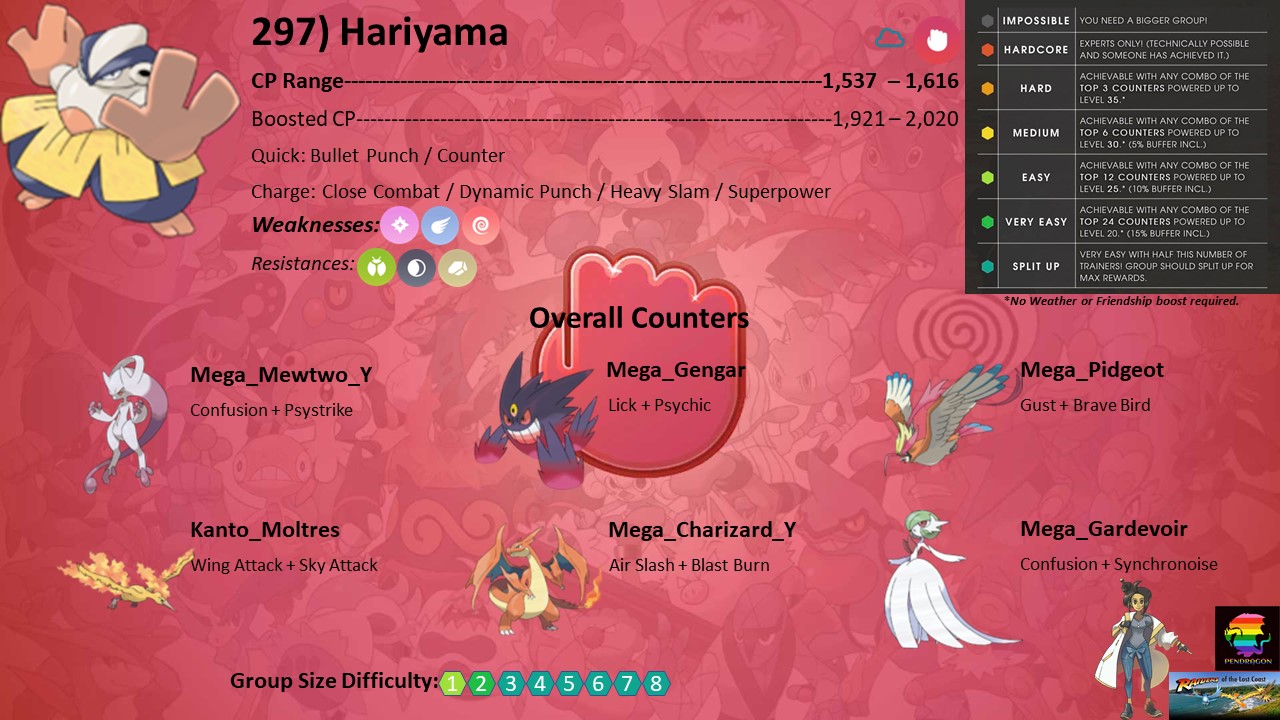 297) Hariyama
CP Range--------------------------------------------------------------------1,537 – 1,616
Boosted CP--------------------------------------------------------------------1,921 – 2,020
Quick: Bullet Punch / Counter
Charge: Close Combat / Dynamic Punch / Heavy Slam / Superpower
Weaknesses:
Resistances:
IMPOSSIBLE YOU NEED A BIGGER GROUP!
HARDCORE EXPERTS ONLY! (TECHNICALLY POSSIBLE
AND SOMEONE HAS ACHIEVED IT.)
HARD ACHIEVABLE WITH ANY COMBO OF THE
TOP 3 COUNTERS POWERED UP TO
LEVEL 35.*
MEDIUM ACHIEVABLE WITH ANY COMBO OF THE
TOP 6 COUNTERS POWERED UP TO
LEVEL 30.* (5% BUFFER INCL.)
EASY ACHIEVABLE WITH ANY COMBO OF THE
TOP 12 COUNTERS POWERED UP TO
LEVEL 25.* (10% BUFFER INCL.)
VERY EASY ACHIEVABLE WITH ANY COMBO OF THE
TOP 24 COUNTERS POWERED UP TO
LEVEL 20.* (15% BUFFER INCL.)
SPLIT UP VERY EASY WITH HALF THIS NUMBER OF
TRAINERS! GROUP SHOULD SPLIT UP FOR
MAX REWARDS.
*No Weather or Friendship boost required.
Overall Counters
Mega_Mewtwo_Y
Confusion + Psystrike
Mega_Gengar
Lick + Psychic
Mega_Pidgeot
Gust + Brave Bird
Kanto_Moltres
Wing Attack + Sky Attack
Mega_Charizard_Y
Air Slash + Blast Burn
Mega_Gardevoir
Confusion + Synchronoise
Group Size Difficulty: 1 2 3 4 5 6 7 8
PENDRAGON
RAIDERS of the Lost Coast